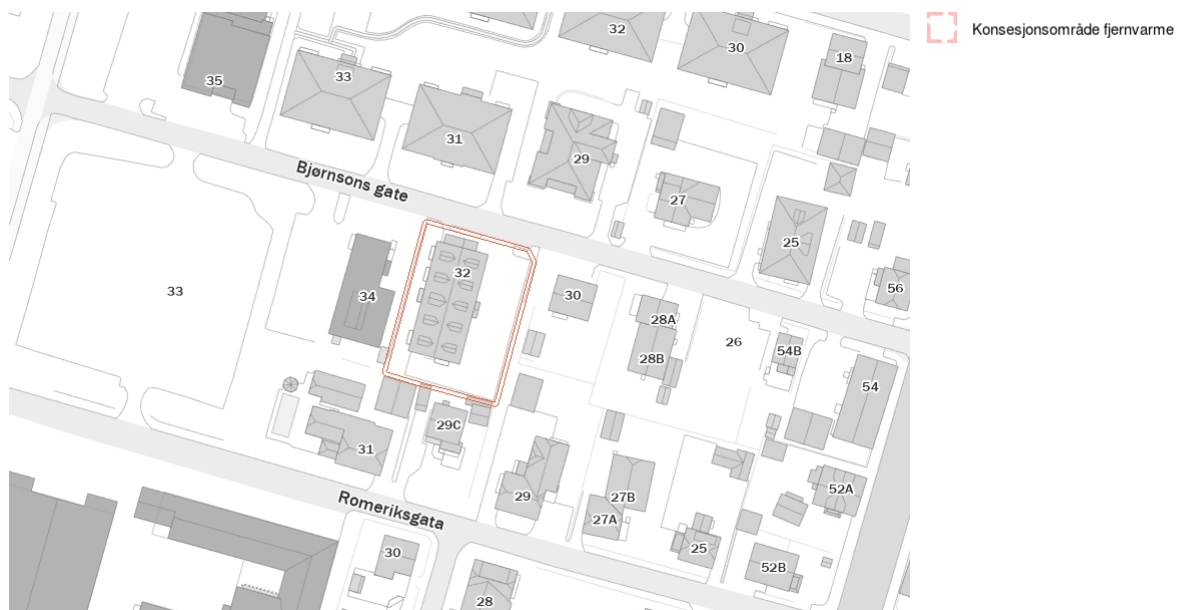 32
30
Konsesjonsområde fjernvarme
18
33
35
31
29
Bjørnsons gate
27
25
32
56
33
34
30
28A
26
54B
28B
54
29C
31
52A
29
27B
Romeriksgata
27A
25
30
52B
28